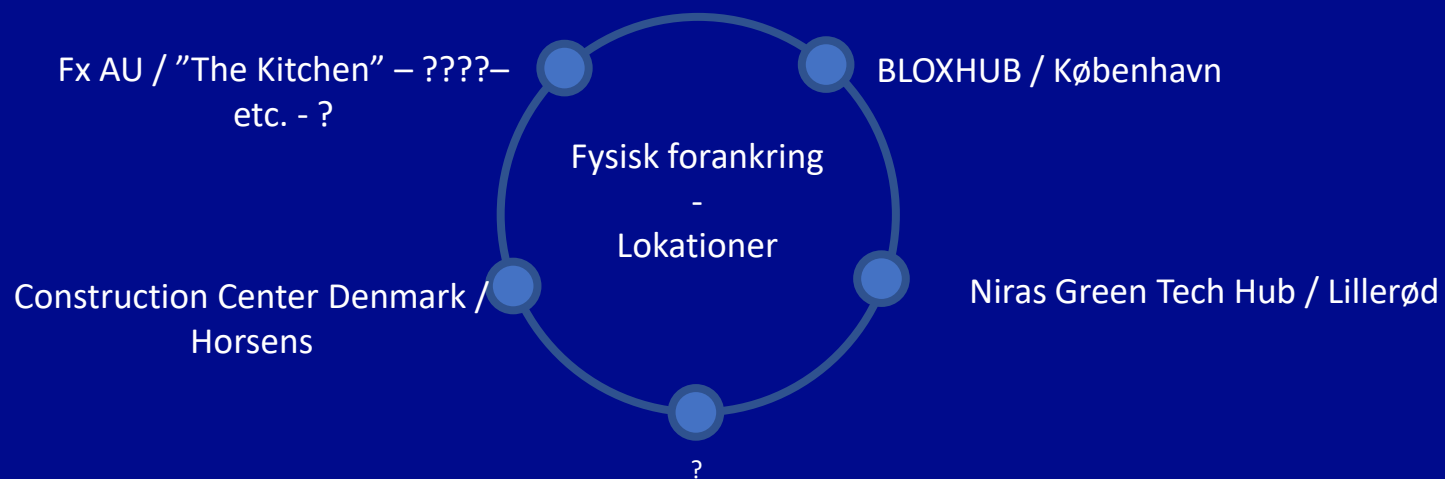 Fx AU / ”The Kitchen” – ????–
etc. - ?
BLOXHUB / København
Fysisk forankring
-
Lokationer
Construction Center Denmark /
Horsens
Niras Green Tech Hub / Lillerød
?